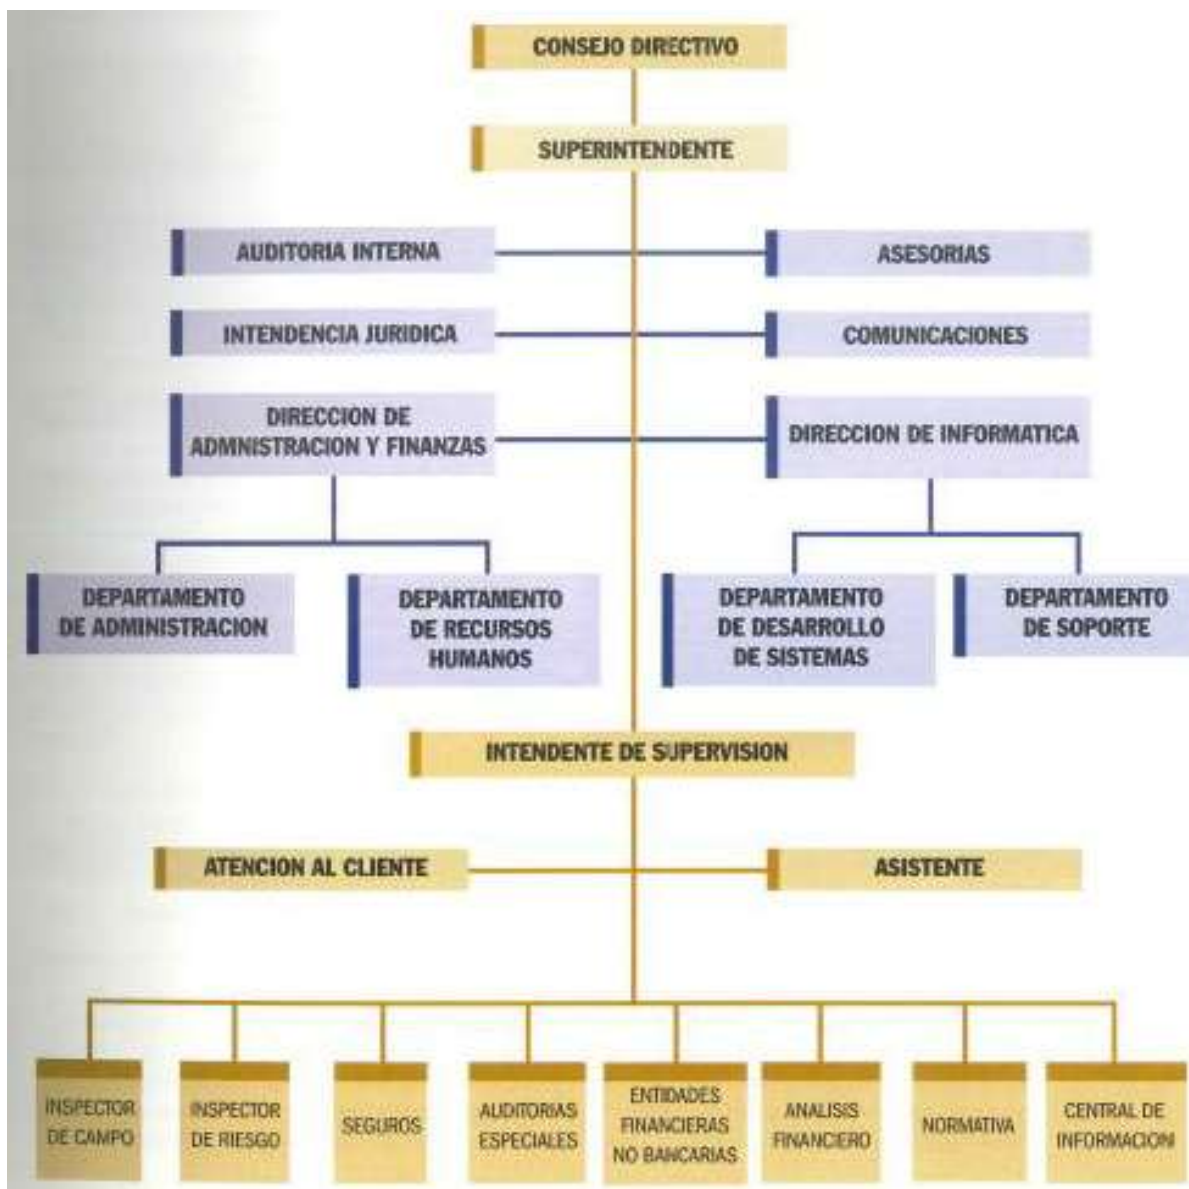 CONSEJO DIRECTIVO
SUPERINTENDENTE
AUDITORIA INTERNA
ASESORIAS
INTENDENCIA JURIDICA
COMUNICACIONES
DIRECCION DE
ADMNISTRACION Y FINANZAS
DIRECCION DE INFORMATICA
DEPARTAMENTO
DE ADMINISTRACION
DEPARTAMENTO
DE RECURSOS
HUMANOS
DEPARTAMENTO
DE DESARROLLO
DE SISTEMAS
DEPARTAMENTO
DE SOPORTE
INTENDENTE DE SUPERVISION
ATENCION AL CLIENTE
ASISTENTE
INSPECTOR
DE CAMPO
INSPECTOR
DE RIESGO
SEGUROS
AUDITORIAS
ESPECIALES
ENTIDADES
FINANCIERAS
NO BANCARIAS
ANALISIS
FINANCIERO
NORMATIVA
CENTRAL DE
INFORMACION